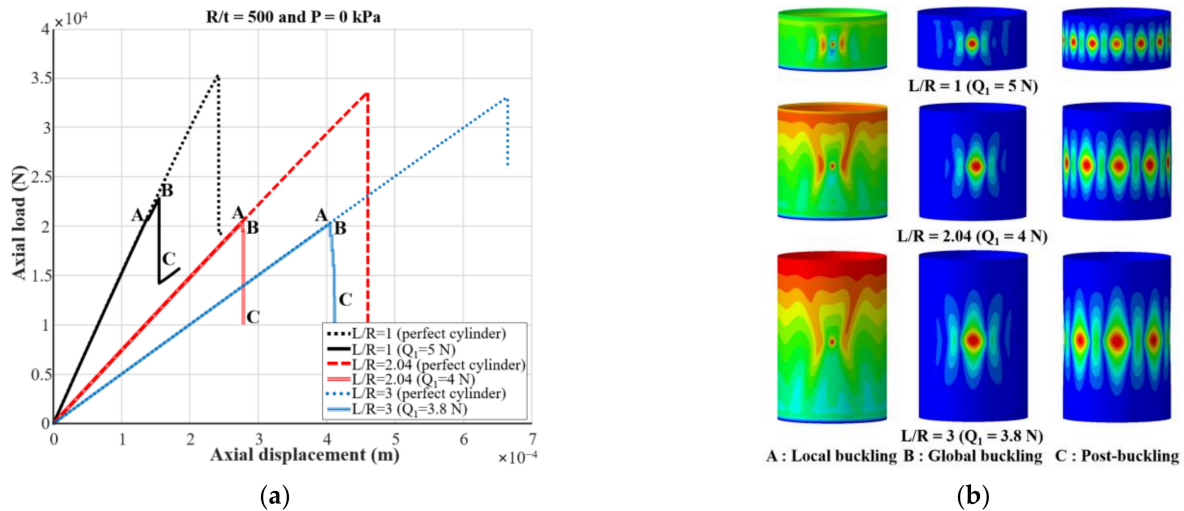 R/t = 500 and P = 0 kPa
×10⁴
4
3.5
3
2.5
2
1.5
1
0.5
0
Axial load (N)
A
B
C
A
B
C
A
B
C
L/R=1 (perfect cylinder)
L/R=1 (Q₁=5 N)
L/R=2.04 (perfect cylinder)
L/R=2.04 (Q₁=4 N)
L/R=3 (perfect cylinder)
L/R=3 (Q₁=3.8 N)
0 1 2 3 4 5 6 7
Axial displacement (m)
×10⁻⁴
(a)
L/R = 1 (Q₁ = 5 N)
L/R = 2.04 (Q₁ = 4 N)
L/R = 3 (Q₁ = 3.8 N)
A : Local buckling B : Global buckling C : Post-buckling
(b)